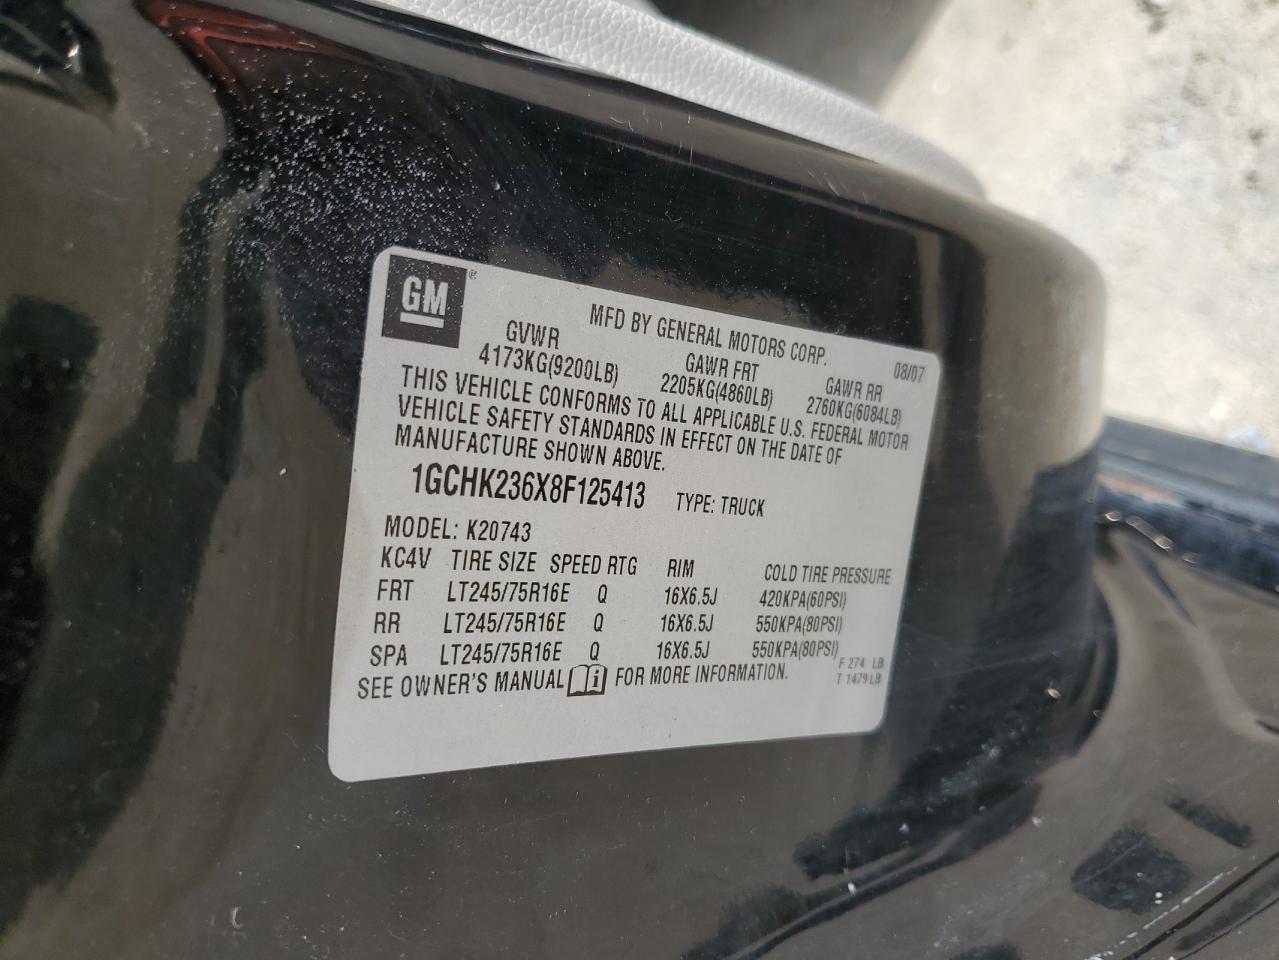 GM ®
MFD BY GENERAL MOTORS CORP. 08/07
GVWR GAWR FRT GAWR RR
4173KG(9200LB) 2205KG(4860LB) 2760KG(6084LB)
THIS VEHICLE CONFORMS TO ALL APPLICABLE U.S. FEDERAL MOTOR
VEHICLE SAFETY STANDARDS IN EFFECT ON THE DATE OF
MANUFACTURE SHOWN ABOVE.
1GCHK236X8F125413 TYPE: TRUCK
MODEL: K20743
KC4V TIRE SIZE SPEED RTG RIM COLD TIRE PRESSURE
FRT LT245/75R16E Q 16X6.5J 420KPA(60PSI)
RR LT245/75R16E Q 16X6.5J 550KPA(80PSI)
SPA LT245/75R16E Q 16X6.5J 550KPA(80PSI)
SEE OWNER'S MANUAL i FOR MORE INFORMATION.
F 274 LB
T 1479 LB